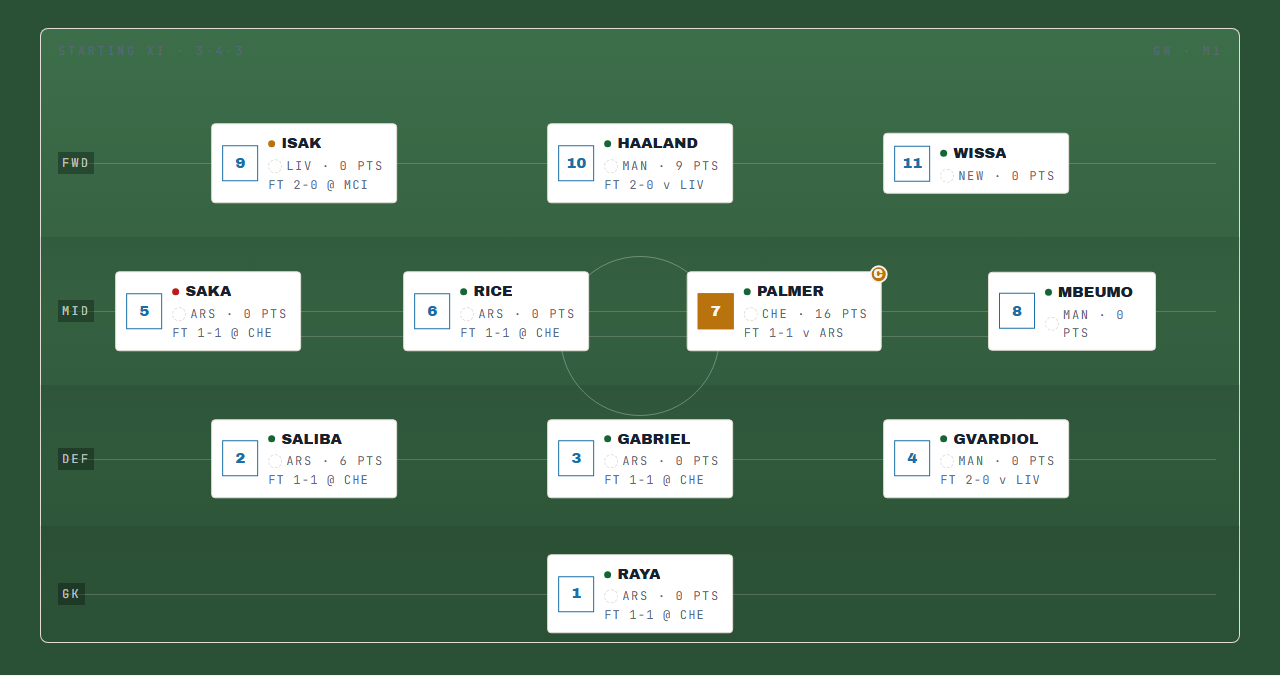 STARTING XI · 3-4-3
GW · M1
FWD
9
ISAK
LIV · 0 PTS
FT 2-0 @ MCI
10
HAALAND
MAN · 9 PTS
FT 2-0 v LIV
11
WISSA
NEW · 0 PTS
MID
5
SAKA
ARS · 0 PTS
FT 1-1 @ CHE
6
RICE
ARS · 0 PTS
FT 1-1 @ CHE
C
7
PALMER
CHE · 16 PTS
FT 1-1 v ARS
8
MBEUMO
MAN · 0
PTS
DEF
2
SALIBA
ARS · 6 PTS
FT 1-1 @ CHE
3
GABRIEL
ARS · 0 PTS
FT 1-1 @ CHE
4
GVARDIOL
MAN · 0 PTS
FT 2-0 v LIV
GK
1
RAYA
ARS · 0 PTS
FT 1-1 @ CHE